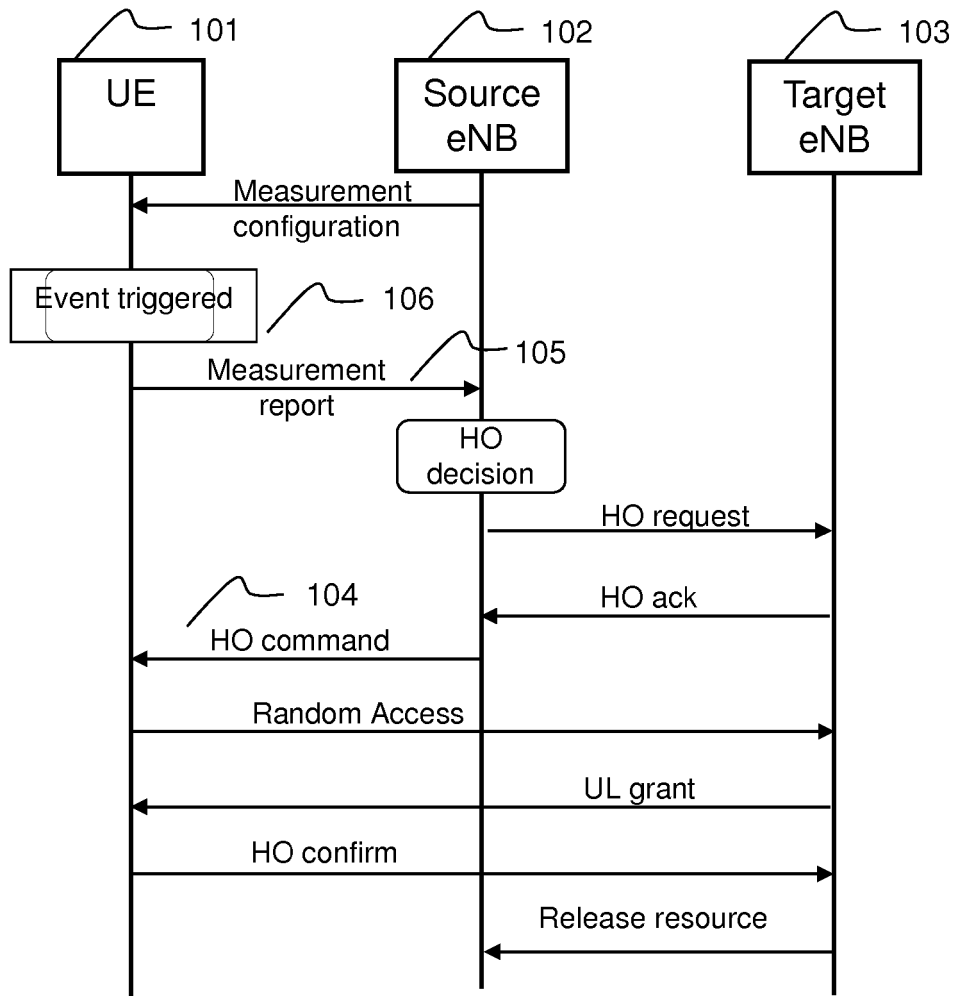 101
102
103
UE
Source
eNB
Target
eNB
Measurement
configuration
Event triggered
106
105
Measurement
report
HO
decision
HO request
104
HO ack
HO command
Random Access
UL grant
HO confirm
Release resource